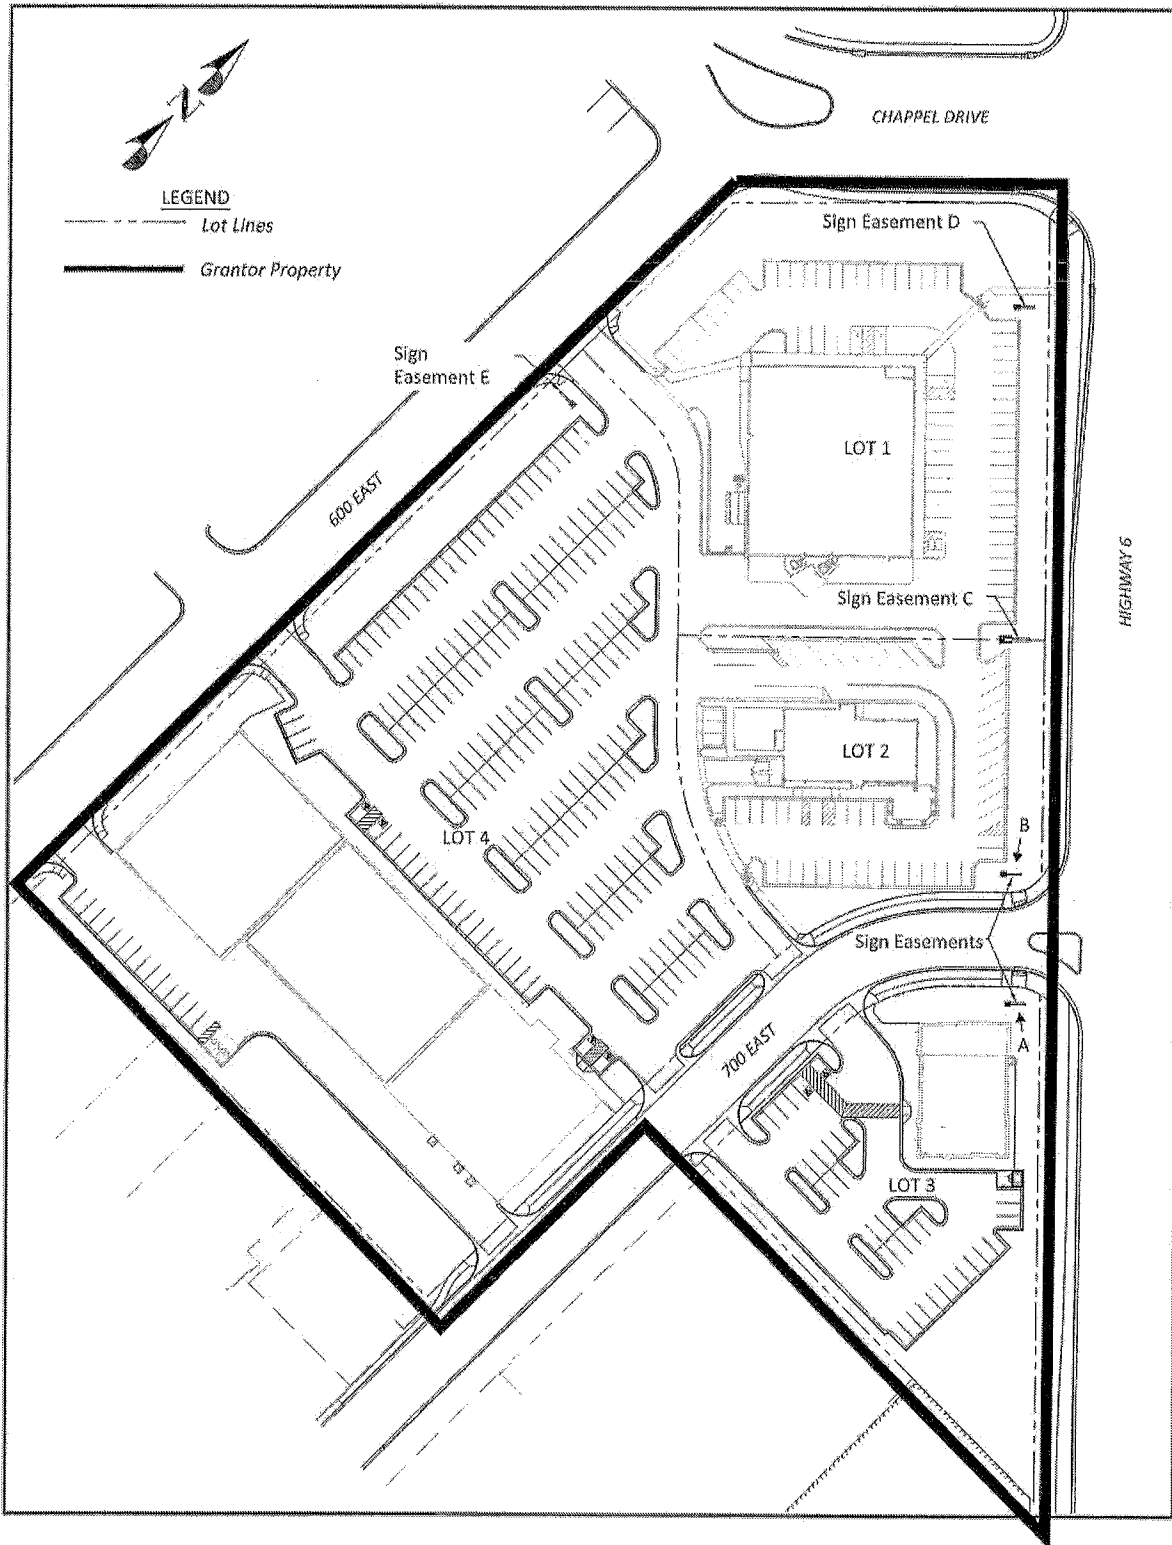 CHAPPEL DRIVE
N
LEGEND
Lot Lines
Grantor Property
Sign Easement D
Sign
Easement E
LOT 1
600 EAST
HIGHWAY 6
Sign Easement C
LOT 2
B
LOT 4
Sign Easements
A
700 EAST
LOT 3